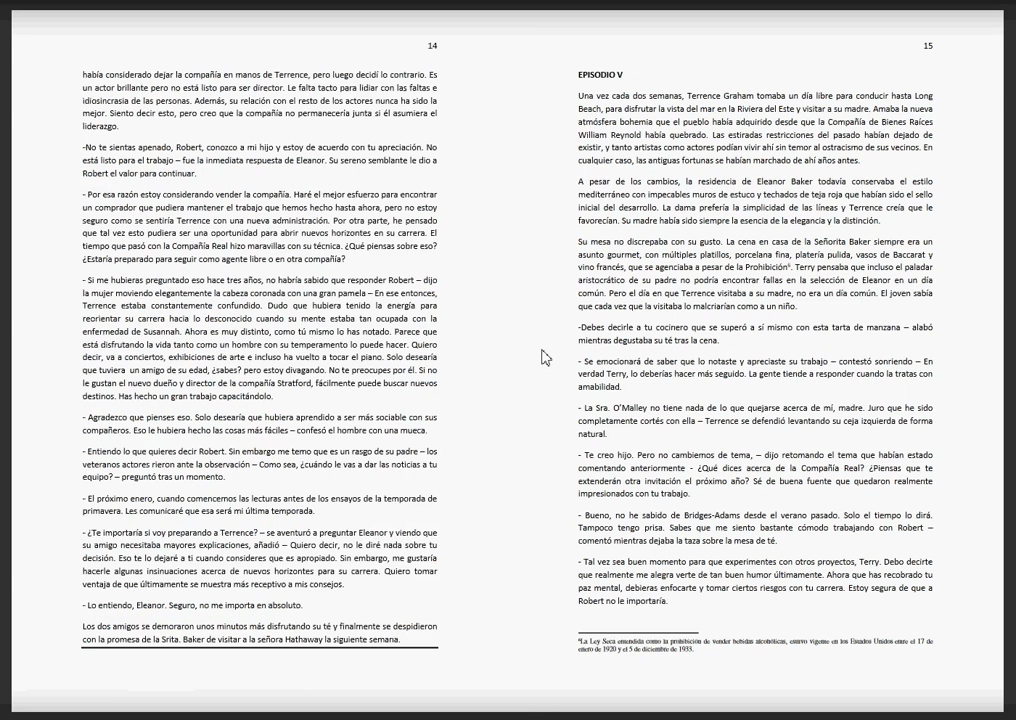 14
había considerado dejar la compañía en manos de Terrence, pero luego decidí lo contrario. Es
un actor brillante pero no está listo para ser director. Le falta tacto para lidiar con las faltas e
idiosincrasia de las personas. Además, su relación con el resto de los actores nunca ha sido la
mejor. Siento decir esto, pero creo que la compañía no permanecería junta si él asumiera el
liderazgo.
-No te sientas apenado, Robert, conozco a mi hijo y estoy de acuerdo con tu apreciación. No
está listo para el trabajo – fue la inmediata respuesta de Eleanor. Su sereno semblante le dio a
Robert el valor para continuar.
- Por esa razón estoy considerando vender la compañía. Haré el mejor esfuerzo para encontrar
un comprador que pudiera mantener el trabajo que hemos hecho hasta ahora, pero no estoy
seguro como se sentiría Terrence con una nueva administración. Por otra parte, he pensado
que tal vez esto pudiera ser una oportunidad para abrir nuevos horizontes en su carrera. El
tiempo que pasó con la Compañía Real hizo maravillas con su técnica. ¿Qué piensas sobre eso?
¿Estaría preparado para seguir como agente libre o en otra compañía?
- Si me hubieras preguntado eso hace tres años, no habría sabido que responder Robert – dijo
la mujer moviendo elegantemente la cabeza coronada con una gran pamela – En ese entonces,
Terrence estaba constantemente confundido. Dudo que hubiera tenido la energía para
reorientar su carrera hacia lo desconocido cuando su mente estaba tan ocupada con la
enfermedad de Susannah. Ahora es muy distinto, como tú mismo lo has notado. Parece que
está disfrutando la vida tanto como un hombre con su temperamento lo puede hacer. Quiero
decir, va a conciertos, exhibiciones de arte e incluso ha vuelto a tocar el piano. Solo desearía
que tuviera un amigo de su edad, ¿sabes? pero estoy divagando. No te preocupes por él. Si no
le gustan el nuevo dueño y director de la compañía Stratford, fácilmente puede buscar nuevos
destinos. Has hecho un gran trabajo capacitándolo.
- Agradezco que pienses eso. Solo desearía que hubiera aprendido a ser más sociable con sus
compañeros. Eso le hubiera hecho las cosas más fáciles – confesó el hombre con una mueca.
- Entiendo lo que quieres decir Robert. Sin embargo me temo que es un rasgo de su padre – los
veteranos actores rieron ante la observación – Como sea, ¿cuándo le vas a dar las noticias a tu
equipo? – preguntó tras un momento.
- El próximo enero, cuando comencemos las lecturas antes de los ensayos de la temporada de
primavera. Les comunicaré que esa será mi última temporada.
- ¿Te importaría si voy preparando a Terrence? – se aventuró a preguntar Eleanor y viendo que
su amigo necesitaba mayores explicaciones, añadió – Quiero decir, no le diré nada sobre tu
decisión. Eso te lo dejaré a ti cuando consideres que es apropiado. Sin embargo, me gustaría
hacerle algunas insinuaciones acerca de nuevos horizontes para su carrera. Quiero tomar
ventaja de que últimamente se muestra más receptivo a mis consejos.
- Lo entiendo, Eleanor. Seguro, no me importa en absoluto.
Los dos amigos se demoraron unos minutos más disfrutando su té y finalmente se despidieron
con la promesa de la Srita. Baker de visitar a la señora Hathaway la siguiente semana.
15
EPISODIO V
Una vez cada dos semanas, Terrence Graham tomaba un día libre para conducir hasta Long
Beach, para disfrutar la vista del mar en la Riviera del Este y visitar a su madre. Amaba la nueva
atmósfera bohemia que el pueblo había adquirido desde que la Compañía de Bienes Raíces
William Reynold había quebrado. Las estiradas restricciones del pasado habían dejado de
existir, y tanto artistas como actores podían vivir ahí sin temor al ostracismo de sus vecinos. En
cualquier caso, las antiguas fortunas se habían marchado de ahí años antes.
A pesar de los cambios, la residencia de Eleanor Baker todavía conservaba el estilo
mediterráneo con impecables muros de estuco y techados de teja roja que habían sido el sello
inicial del desarrollo. La dama prefería la simplicidad de las líneas y Terrence creía que le
favorecían. Su madre había sido siempre la esencia de la elegancia y la distinción.
Su mesa no discrepaba con su gusto. La cena en casa de la Señorita Baker siempre era un
asunto gourmet, con múltiples platillos, porcelana fina, platería pulida, vasos de Baccarat y
vino francés, que se agenciaba a pesar de la Prohibición⁶. Terry pensaba que incluso el paladar
aristocrático de su padre no podría encontrar fallas en la selección de Eleanor en un día
común. Pero el día en que Terrence visitaba a su madre, no era un día común. El joven sabía
que cada vez que la visitaba lo malcriarían como a un niño.
-Debes decirle a tu cocinero que se superó a sí mismo con esta tarta de manzana – alabó
mientras degustaba su té tras la cena.
- Se emocionará de saber que lo notaste y apreciaste su trabajo – contestó sonriendo – En
verdad Terry, lo deberías hacer más seguido. La gente tiende a responder cuando la tratas con
amabilidad.
- La Sra. O'Malley no tiene nada de lo que quejarse acerca de mí, madre. Juro que he sido
completamente cortés con ella – Terrence se defendió levantando su ceja izquierda de forma
natural.
- Te creo hijo. Pero no cambiemos de tema, – dijo retomando el tema que habían estado
comentando anteriormente - ¿Qué dices acerca de la Compañía Real? ¿Piensas que te
extenderán otra invitación el próximo año? Sé de buena fuente que quedaron realmente
impresionados con tu trabajo.
- Bueno, no he sabido de Bridges-Adams desde el verano pasado. Solo el tiempo lo dirá.
Tampoco tengo prisa. Sabes que me siento bastante cómodo trabajando con Robert –
comentó mientras dejaba la taza sobre la mesa de té.
- Tal vez sea buen momento para que experimentes con otros proyectos, Terry. Debo decirte
que realmente me alegra verte de tan buen humor últimamente. Ahora que has recobrado tu
paz mental, debieras enfocarte y tomar ciertos riesgos con tu carrera. Estoy segura de que a
Robert no le importaría.
⁶La Ley Seca entendida como la prohibición de vender bebidas alcohólicas, estuvo vigente en los Estados Unidos entre el 17 de
enero de 1920 y el 5 de diciembre de 1933.